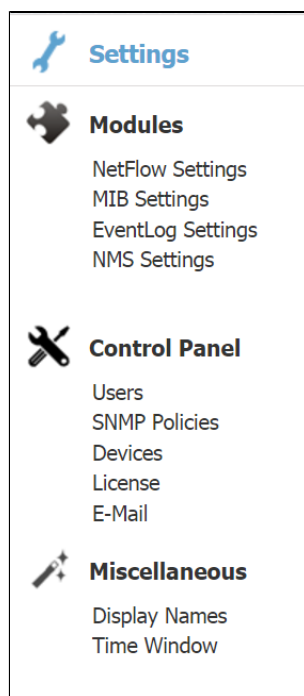 Settings
Modules
NetFlow Settings
MIB Settings
EventLog Settings
NMS Settings
Control Panel
Users
SNMP Policies
Devices
License
E-Mail
Miscellaneous
Display Names
Time Window